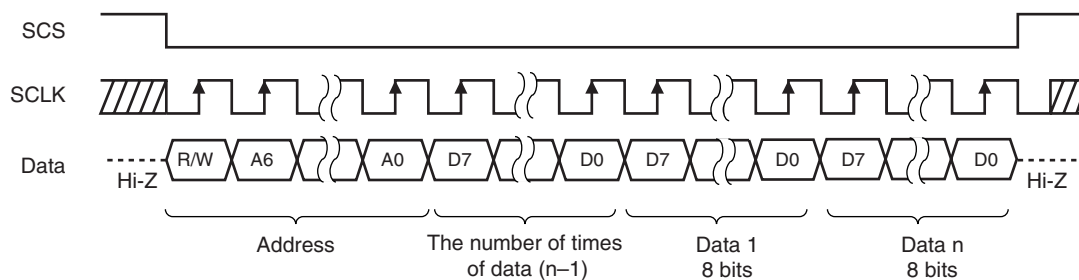 SCS
SCLK
Data
Hi-Z R/W A6 A0 D7 D0 D7 D0 D7 D0 Hi-Z
Address
The number of times
of data (n–1)
Data 1
8 bits
Data n
8 bits